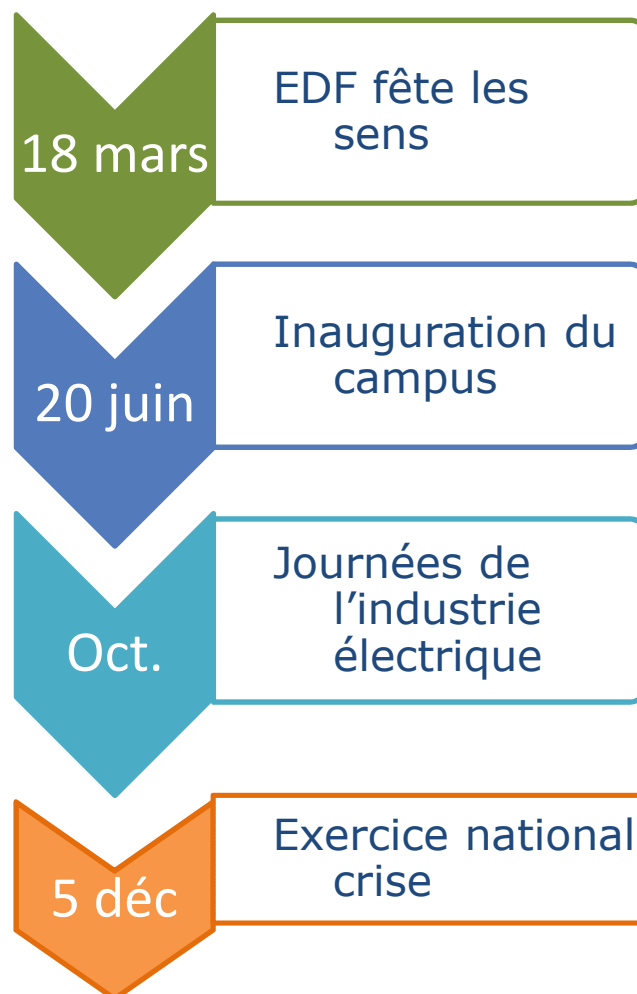 18 mars
EDF fête les
sens
20 juin
Inauguration du
campus
Oct.
Journées de
l’industrie
électrique
5 déc
Exercice national
crise